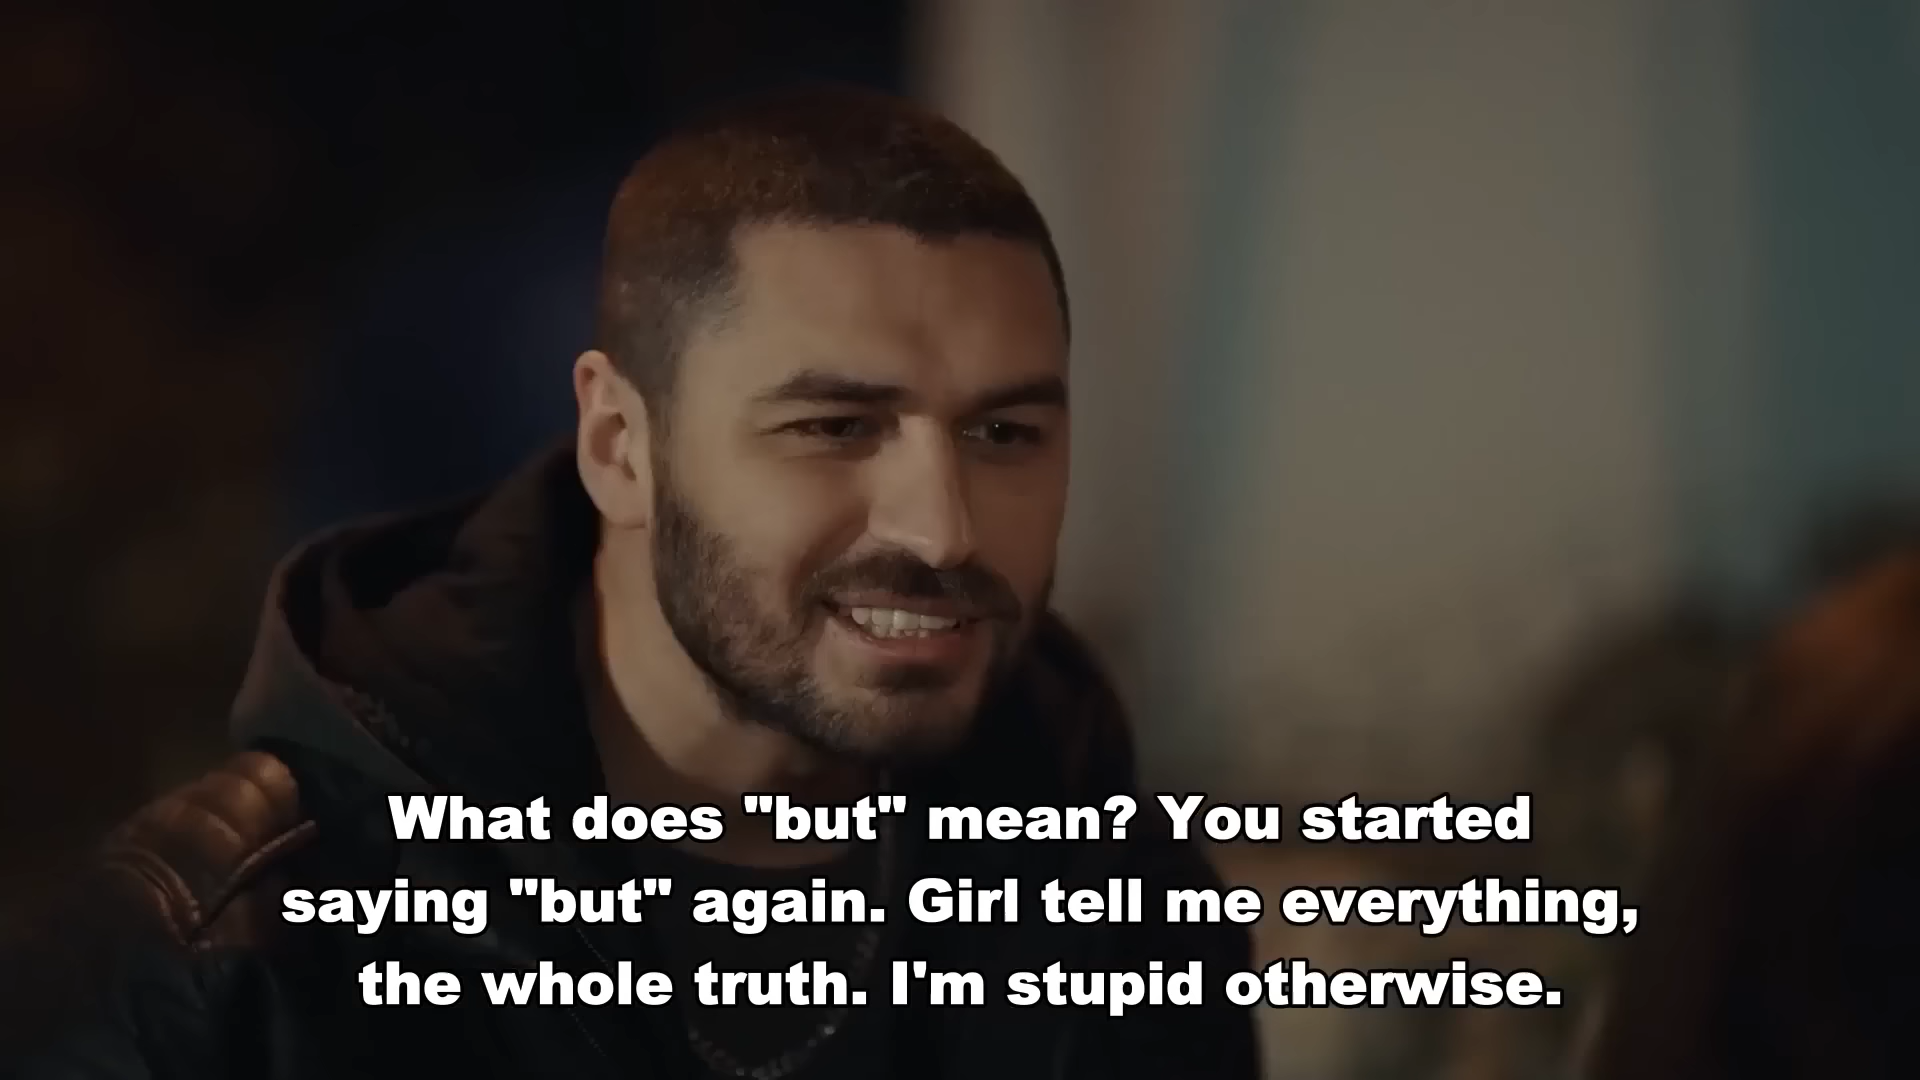 What does "but" mean? You started
saying "but" again. Girl tell me everything,
the whole truth. I'm stupid otherwise.